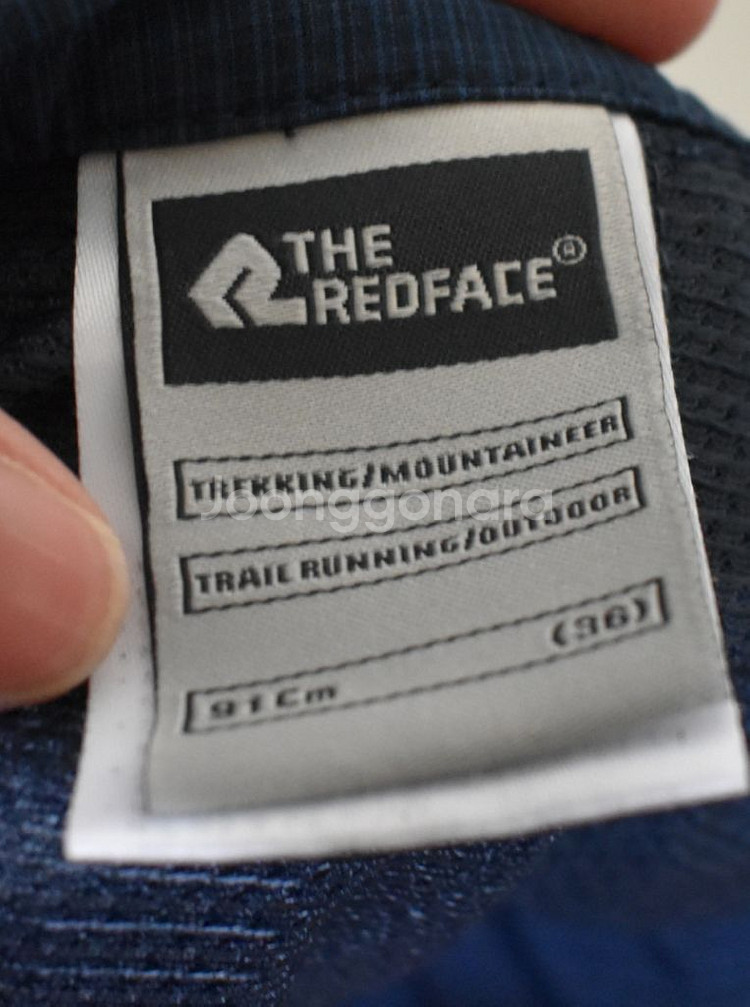 THE
REDFACE®
TREKKING/MOUNTAINEER
Joonggonara
TRAIL RUNNING/OUTDOOR
(36)
91Cm